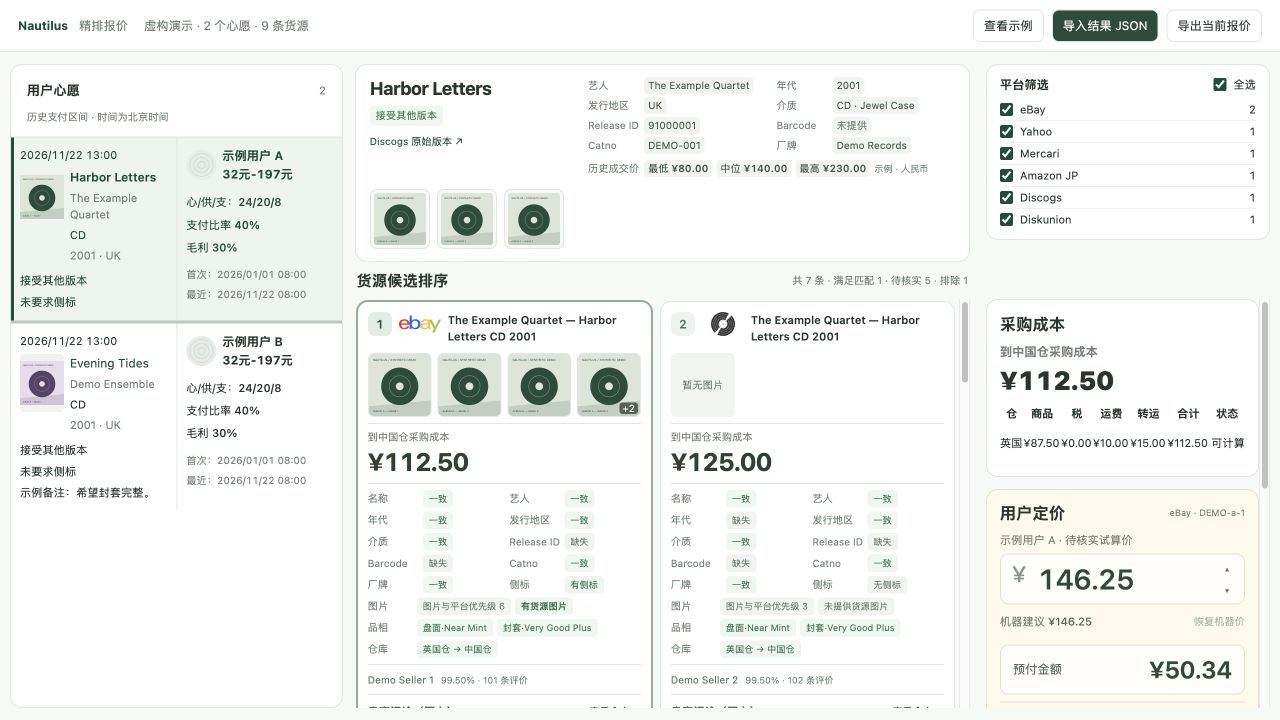 Nautilus 精排报价 虚构演示 · 2 个心愿 · 9 条货源
查看示例 导入结果 JSON 导出当前报价
用户心愿 2
历史支付区间 · 时间为北京时间
2026/11/22 13:00
Harbor Letters
The Example
Quartet
CD
2001 · UK
接受其他版本
未要求侧标
示例用户 A
32元-197元
心/供/支：24/20/8
支付比率 40%
毛利 30%
首次：2026/01/01 08:00
最近：2026/11/22 08:00
2026/11/22 13:00
Evening Tides
Demo Ensemble
CD
2001 · UK
接受其他版本
未要求侧标
示例备注：希望封套完整。
示例用户 B
32元-197元
心/供/支：24/20/8
支付比率 40%
毛利 30%
首次：2026/01/01 08:00
最近：2026/11/22 08:00
Harbor Letters
接受其他版本
Discogs 原始版本 ↗
艺人 The Example Quartet 年代 2001
发行地区 UK 介质 CD · Jewel Case
Release ID 91000001 Barcode 未提供
Catno DEMO-001 厂牌 Demo Records
历史成交价 最低 ¥80.00 中位 ¥140.00 最高 ¥230.00 示例 · 人民币
货源候选排序 共 7 条 · 满足匹配 1 · 待核实 5 · 排除 1
1 ebay The Example Quartet — Harbor
Letters CD 2001
+2
到中国仓采购成本
¥112.50
名称 一致 艺人 一致
年代 一致 发行地区 一致
介质 一致 Release ID 缺失
Barcode 缺失 Catno 一致
厂牌 一致 侧标 有侧标
图片 图片与平台优先级 6 有货源图片
品相 盘面·Near Mint 封套·Very Good Plus
仓库 英国仓 → 中国仓
Demo Seller 1 99.50% · 101 条评价
2 The Example Quartet — Harbor
Letters CD 2001
暂无图片
到中国仓采购成本
¥125.00
名称 一致 艺人 一致
年代 缺失 发行地区 一致
介质 一致 Release ID 缺失
Barcode 缺失 Catno 一致
厂牌 一致 侧标 无侧标
图片 图片与平台优先级 3 未提供货源图片
品相 盘面·Near Mint 封套·Very Good Plus
仓库 英国仓 → 中国仓
Demo Seller 2 99.50% · 102 条评价
平台筛选 全选
eBay 2
Yahoo 1
Mercari 1
Amazon JP 1
Discogs 1
Diskunion 1
采购成本
到中国仓采购成本
¥112.50
仓 商品 税 运费 转运 合计 状态
英国 ¥87.50 ¥0.00 ¥10.00 ¥15.00 ¥112.50 可计算
用户定价 eBay · DEMO-a-1
示例用户 A · 待核实试算价
¥ 146.25
机器建议 ¥146.25 恢复机器价
预付金额 ¥50.34